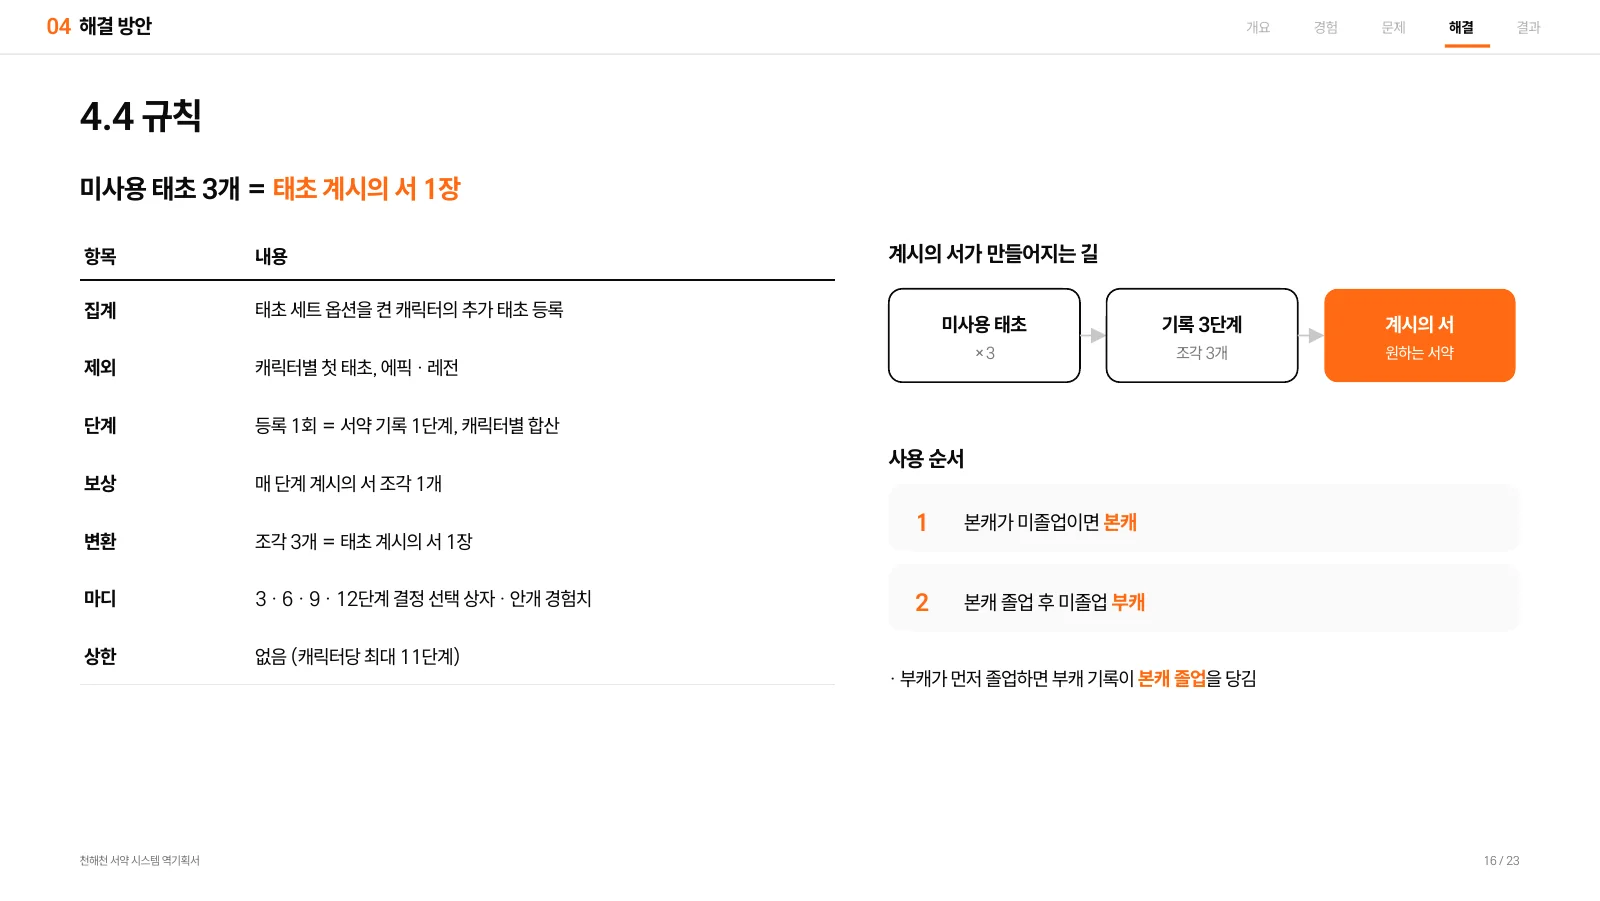 04 해결 방안
개요 경험 문제 해결 결과
4.4 규칙
미사용 태초 3개 = 태초 계시의 서 1장
항목 내용
집계 태초 세트 옵션을 켠 캐릭터의 추가 태초 등록
제외 캐릭터별 첫 태초, 에픽 · 레전
단계 등록 1회 = 서약 기록 1단계, 캐릭터별 합산
보상 매 단계 계시의 서 조각 1개
변환 조각 3개 = 태초 계시의 서 1장
마디 3 · 6 · 9 · 12단계 결정 선택 상자 · 안개 경험치
상한 없음 (캐릭터당 최대 11단계)
계시의 서가 만들어지는 길
미사용 태초
×3
기록 3단계
조각 3개
계시의 서
원하는 서약
사용 순서
1 본캐가 미졸업이면 본캐
2 본캐 졸업 후 미졸업 부캐
· 부캐가 먼저 졸업하면 부캐 기록이 본캐 졸업을 당김
천해천 서약 시스템 역기획서
16 / 23